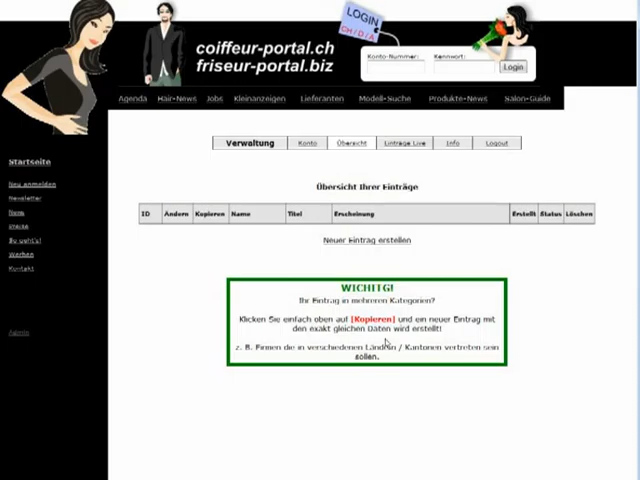 LOGIN
CH / D / A
coiffeur-portal.ch
friseur-portal.biz
Konto-Nummer:
Kennwort:
Login
Agenda Hair-News Jobs Kleinanzeigen Lieferanten Modell-Suche Produkte-News Salon-Guide
Verwaltung Konto Übersicht Einträge Live Info Logout
Startseite
Neu anmelden
Newsletter
News
Preise
So geht's!
Werben
Kontakt
Admin
Übersicht Ihrer Einträge
ID Ändern Kopieren Name Titel Erscheinung Erstellt Status Löschen
Neuer Eintrag erstellen
WICHITG!
Ihr Eintrag in mehreren Kategorien?
Klicken Sie einfach oben auf [Kopieren] und ein neuer Eintrag mit
den exakt gleichen Daten wird erstellt!
z. B. Firmen die in verschiedenen Ländern / Kantonen vertreten sein
sollen.